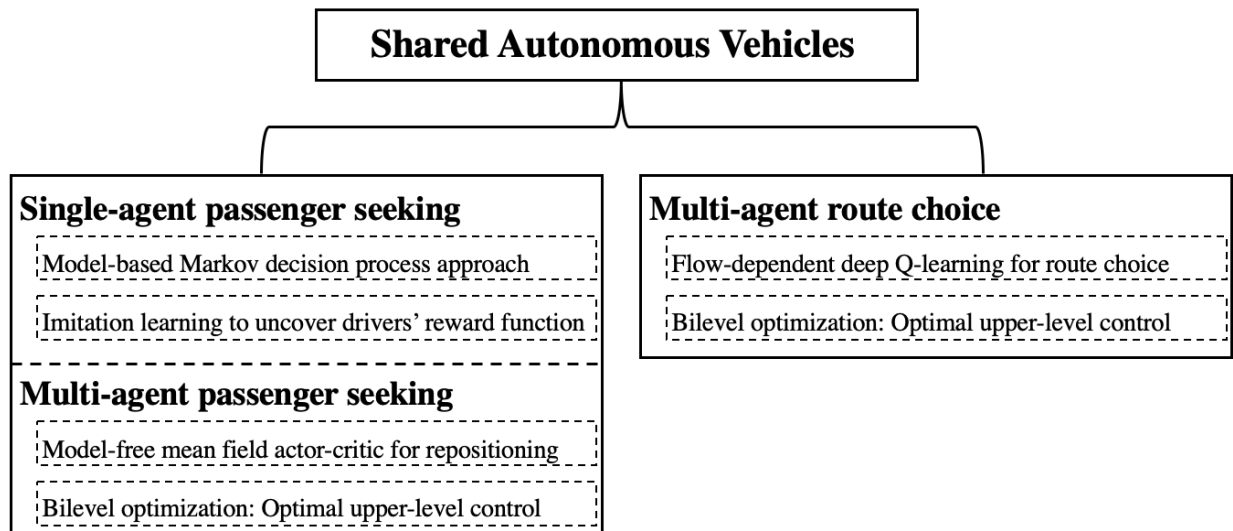 Shared Autonomous Vehicles
Single-agent passenger seeking
Model-based Markov decision process approach
Imitation learning to uncover drivers' reward function
Multi-agent passenger seeking
Model-free mean field actor-critic for repositioning
Bilevel optimization: Optimal upper-level control
Multi-agent route choice
Flow-dependent deep Q-learning for route choice
Bilevel optimization: Optimal upper-level control